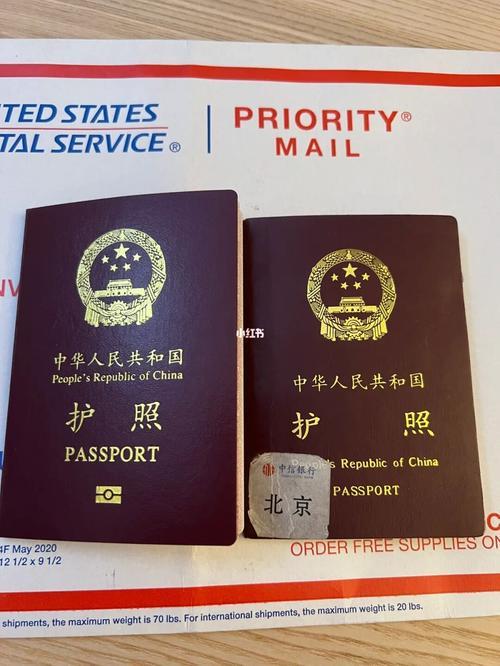 UNITED STATES
POSTAL SERVICE®
PRIORITY®
MAIL
中华人民共和国
People's Republic of China
护 照
PASSPORT
小红书
中华人民共和国
护 照
's Republic of China
PASSPORT
中信银行
北京
4F May 2020
12 1/2 x 9 1/2
ORDER FREE SUPPLIES ON
shipments, the maximum weight is 70 lbs. For international shipments, the maximum weight is 20 lbs.